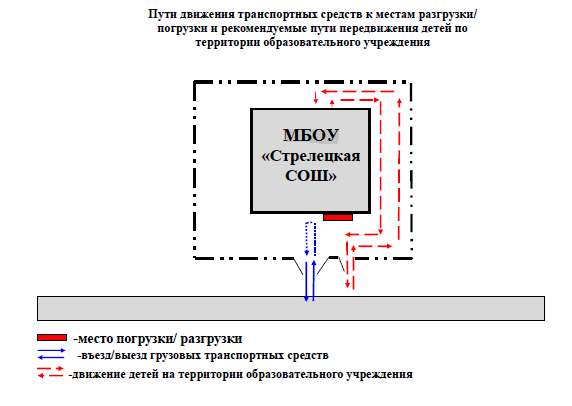 Пути движения транспортных средств к местам разгрузки/
погрузки и рекомендуемые пути передвижения детей по
территории образовательного учреждения
МБОУ
«Стрелецкая
СОШ»
-место погрузки/ разгрузки
-въезд/выезд грузовых транспортных средств
-движение детей на территории образовательного учреждения